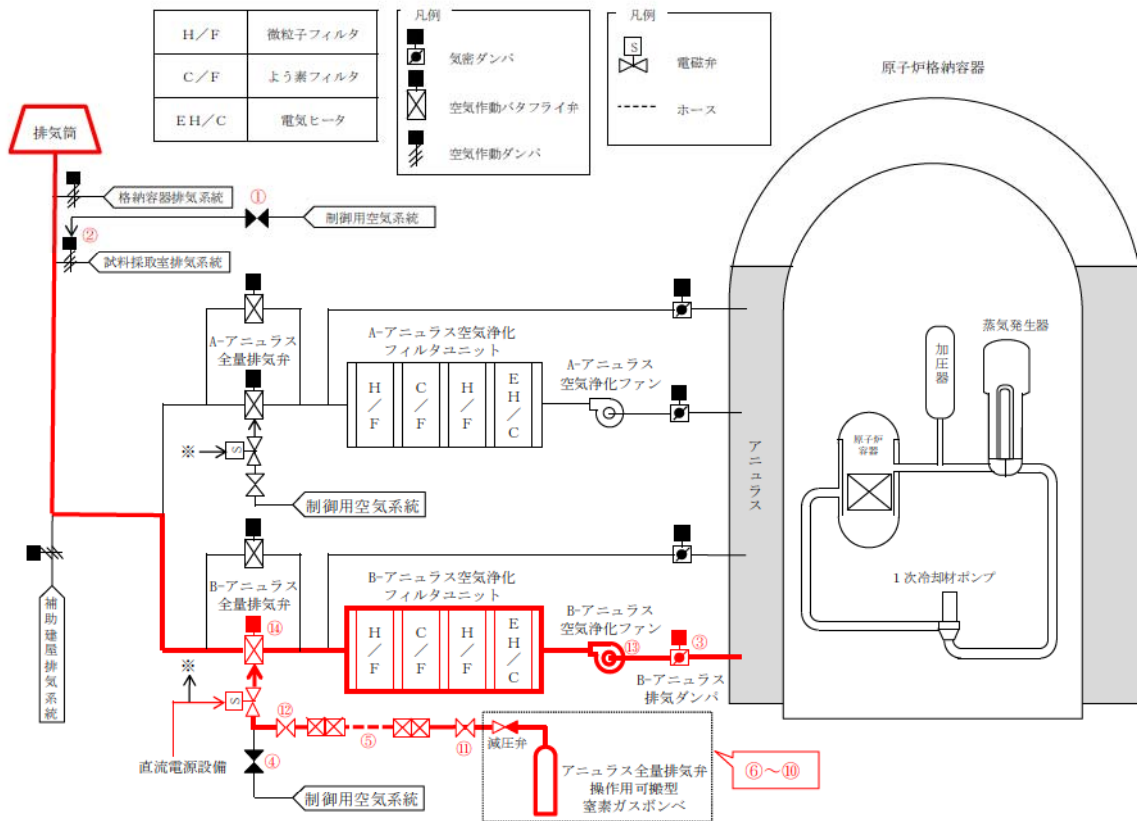 H/F 微粒子フィルタ
C/F よう素フィルタ
EH/C 電気ヒータ
凡例
気密ダンパ
空気作動バタフライ弁
空気作動ダンパ
凡例
S
電磁弁
ホース
原子炉格納容器
排気筒
格納容器排気系統
①
制御用空気系統
②
試料採取室排気系統
A-アニュラス
全量排気弁
A-アニュラス空気浄化
フィルタユニット
H/F
C/F
H/F
EH/C
A-アニュラス
空気浄化ファン
※
S
制御用空気系統
アニュラス
加圧器
蒸気発生器
原子炉
容器
1次冷却材ポンプ
補助建屋排気系統
B-アニュラス
全量排気弁
B-アニュラス空気浄化
フィルタユニット
H/F
C/F
H/F
EH/C
B-アニュラス
空気浄化ファン
⑬
③
B-アニュラス
排気ダンパ
⑭
※
S
⑫
⑤
⑪
減圧弁
直流電源設備
④
制御用空気系統
アニュラス全量排気弁
操作用可搬型
窒素ガスボンベ
⑥~⑩